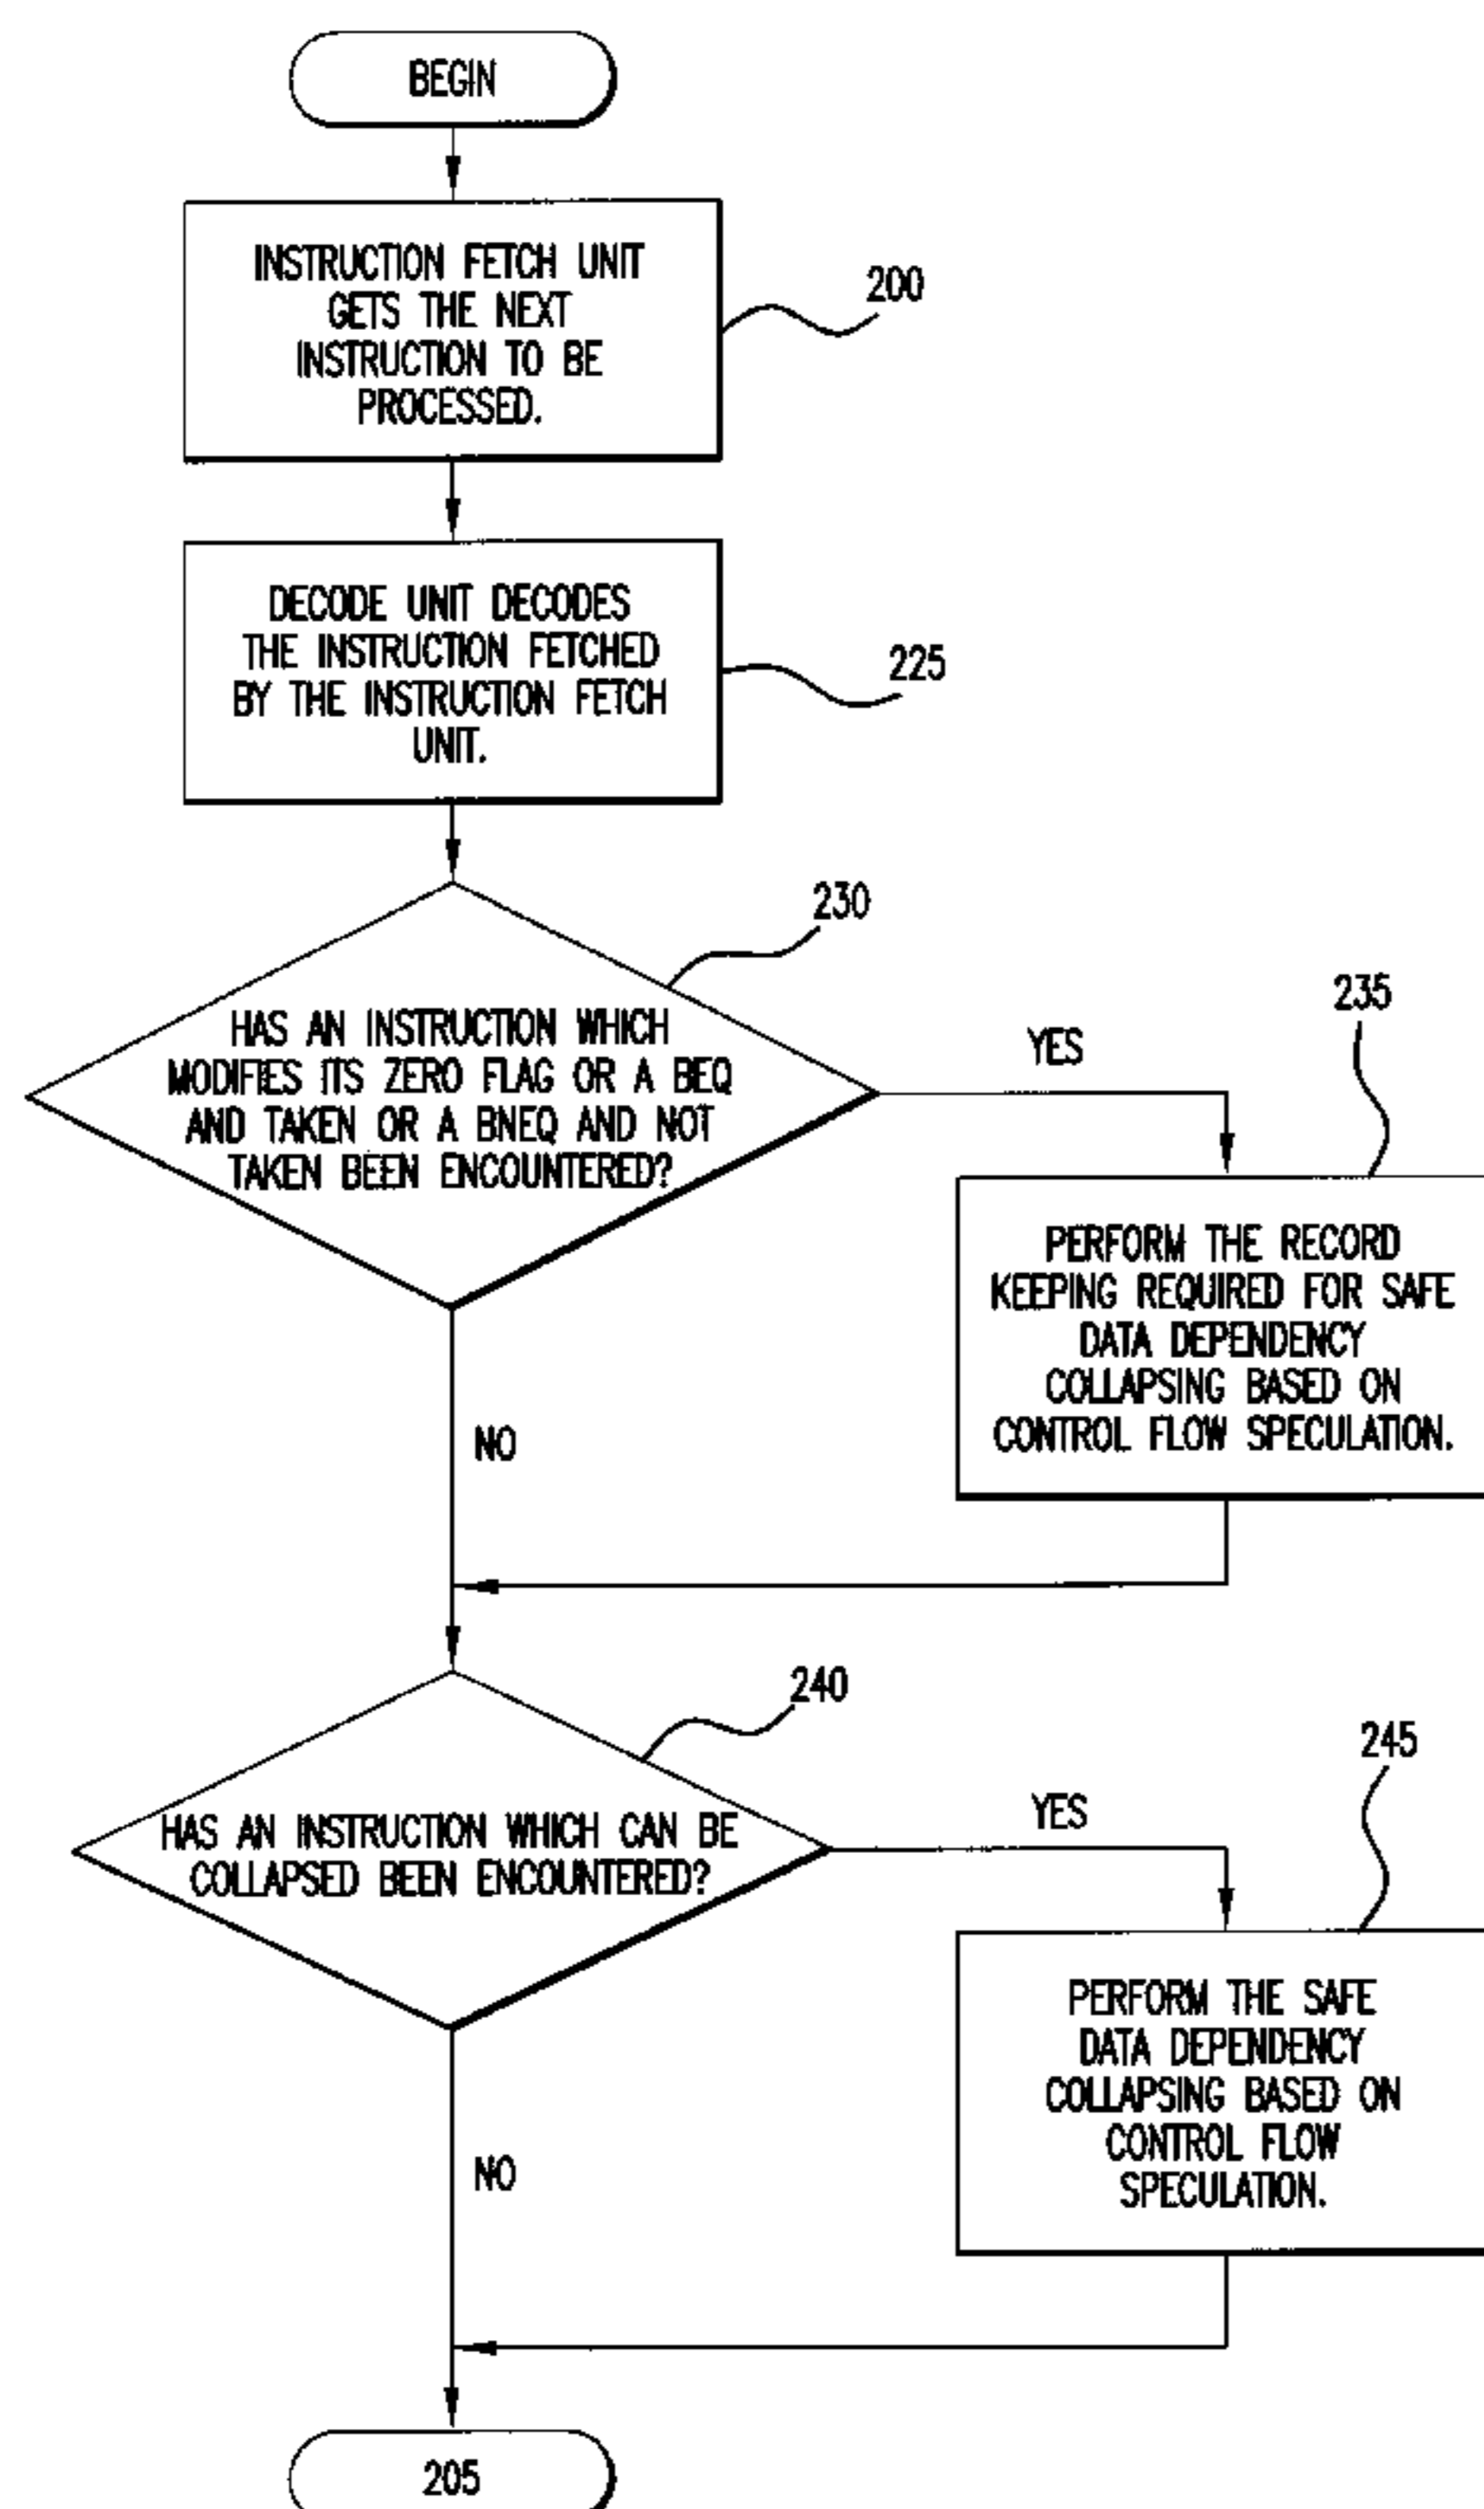 BEGIN
INSTRUCTION FETCH UNIT
GETS THE NEXT
INSTRUCTION TO BE
PROCESSED.
200
DECODE UNIT DECODES
THE INSTRUCTION FETCHED
BY THE INSTRUCTION FETCH
UNIT.
225
230
HAS AN INSTRUCTION WHICH
MODIFIES ITS ZERO FLAG OR A BEQ
AND TAKEN OR A BNEQ AND NOT
TAKEN BEEN ENCOUNTERED?
YES
235
PERFORM THE RECORD
KEEPING REQUIRED FOR SAFE
DATA DEPENDENCY
COLLAPSING BASED ON
CONTROL FLOW SPECULATION.
NO
240
HAS AN INSTRUCTION WHICH CAN BE
COLLAPSED BEEN ENCOUNTERED?
YES
245
PERFORM THE SAFE
DATA DEPENDENCY
COLLAPSING BASED ON
CONTROL FLOW
SPECULATION.
NO
205